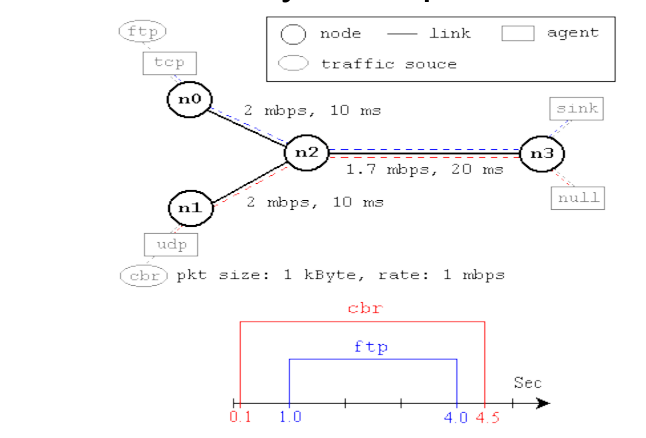 ftp
node
link
agent
tcp
traffic souce
n0
2 mbps, 10 ms
sink
n2
n3
1.7 mbps, 20 ms
n1
2 mbps, 10 ms
null
udp
cbr
pkt size: 1 kByte, rate: 1 mbps
cbr
ftp
Sec
0.1
1.0
4.0
4.5